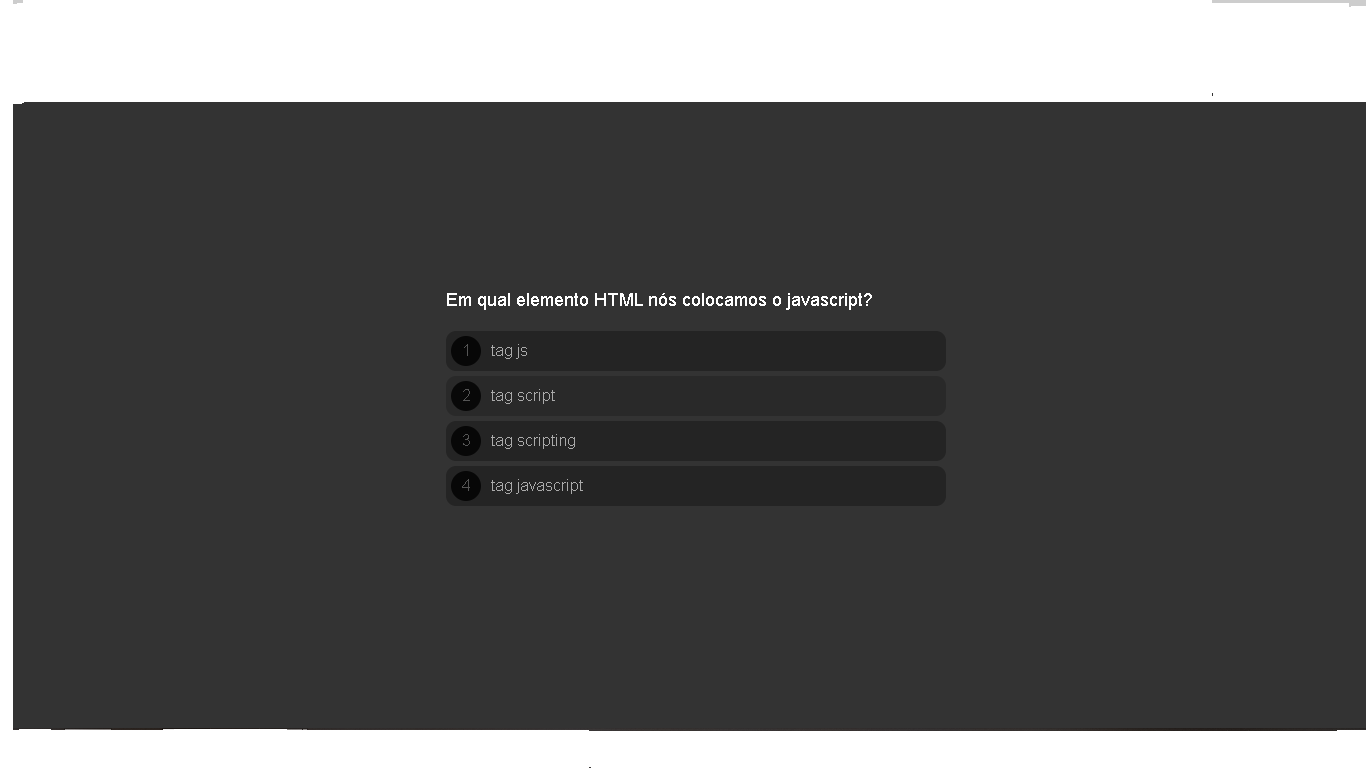 Em qual elemento HTML nós colocamos o javascript?
1 tag js
2 tag script
3 tag scripting
4 tag javascript